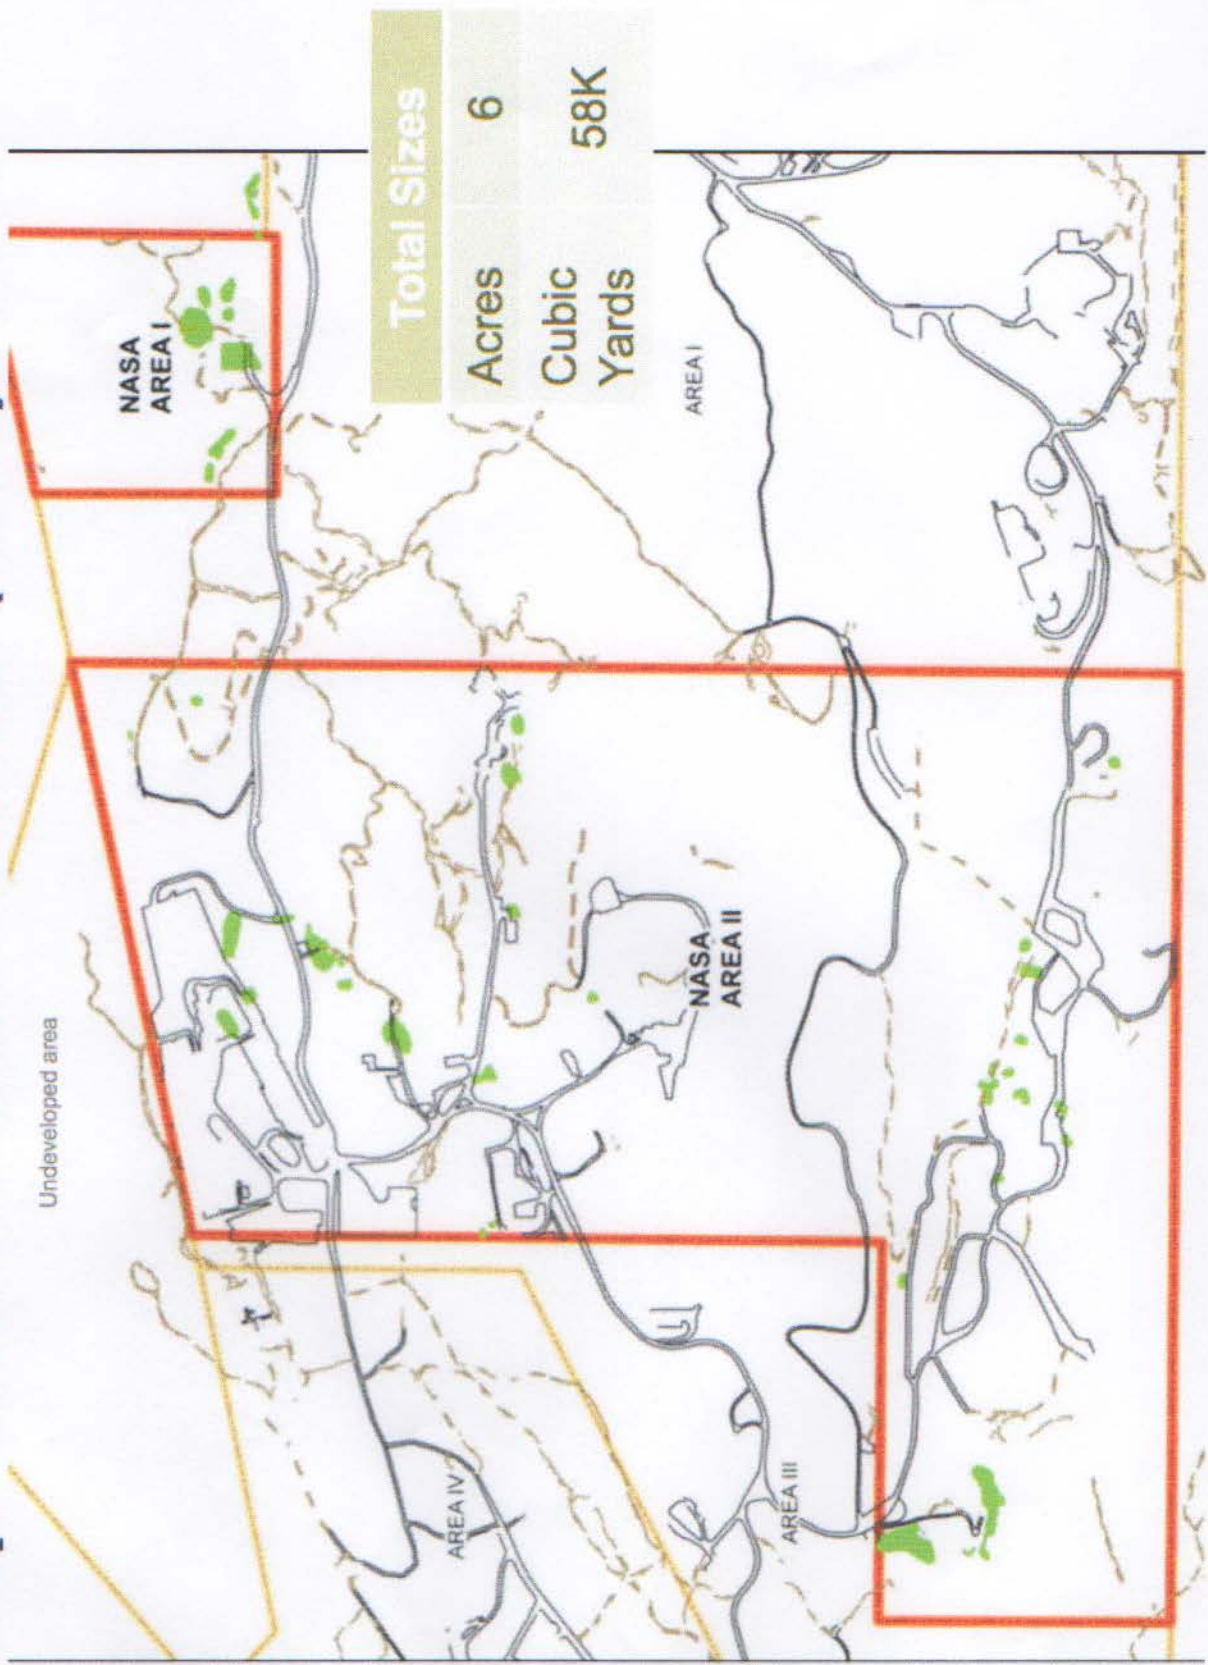 Undeveloped area
NASA
AREA I
Total Sizes
Acres 6
Cubic
Yards 58K
AREA I
NASA
AREA II
AREA IV
AREA III